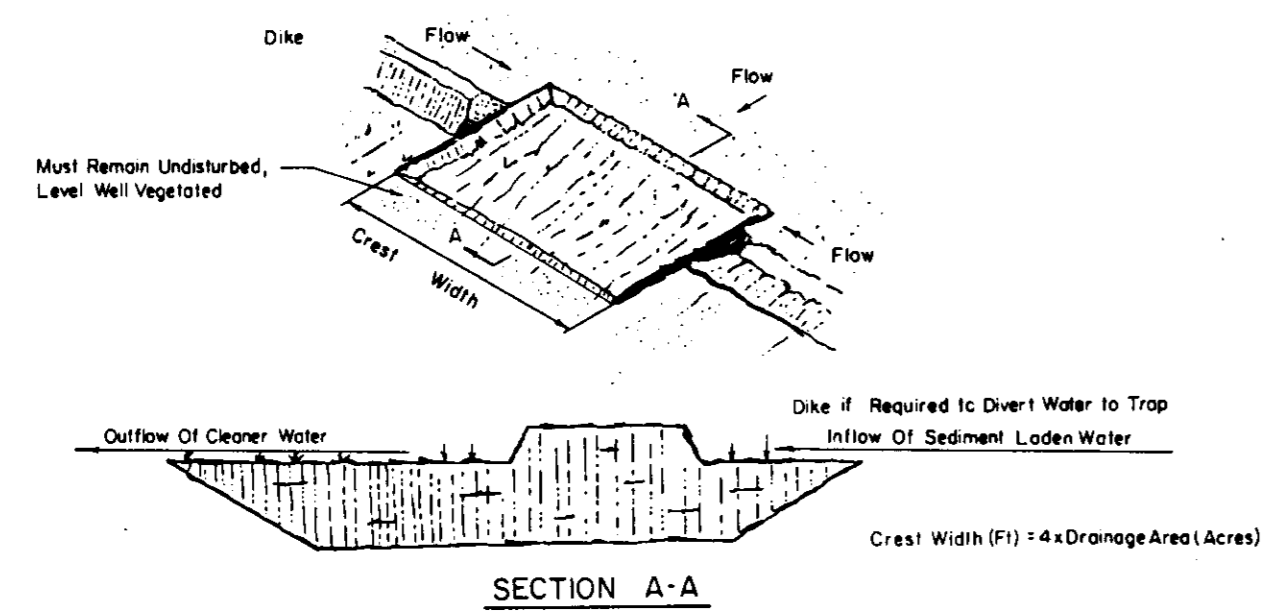 Dike
Flow
Flow
A
Must Remain Undisturbed,
Level Well Vegetated
A
Flow
Crest Width
Dike if Required to Divert Water to Trap
Outflow Of Cleaner Water
Inflow Of Sediment Laden Water
Crest Width (Ft) = 4 x Drainage Area (Acres)
SECTION A-A